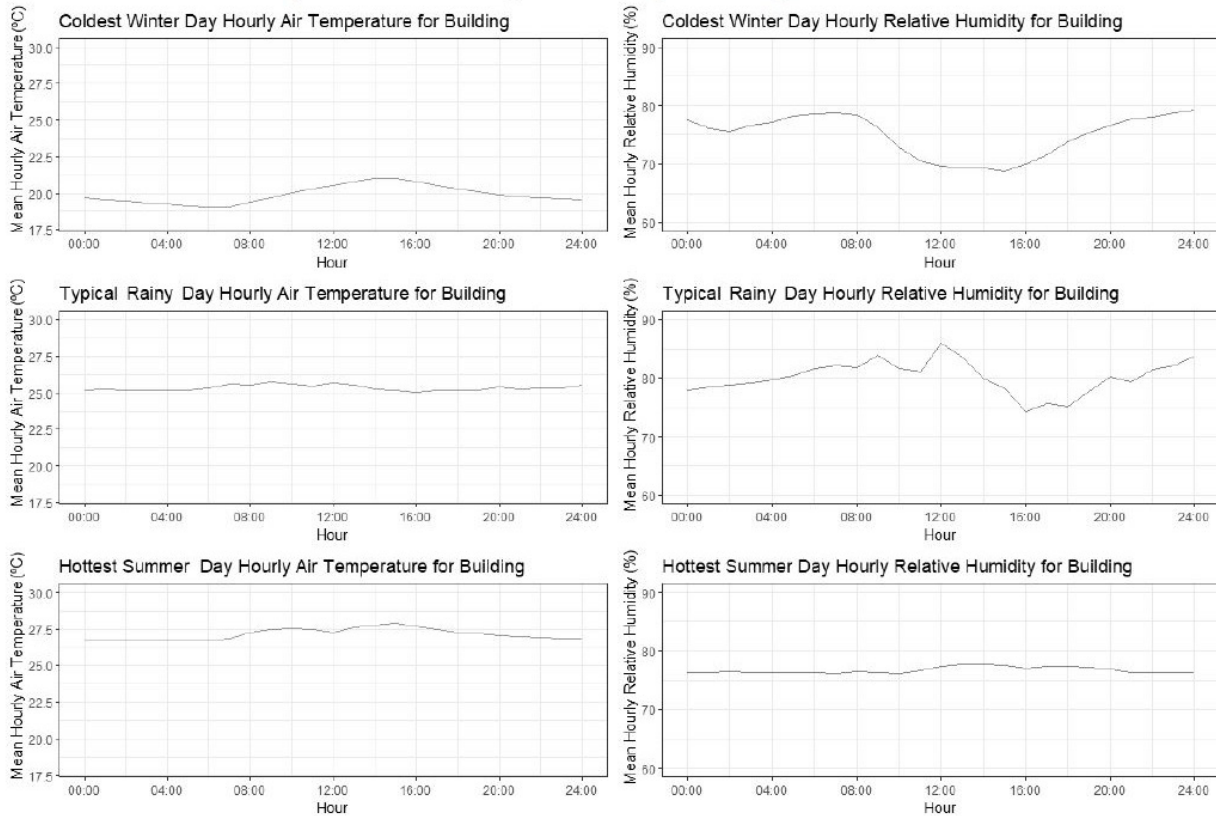 Coldest Winter Day Hourly Air Temperature for Building
Mean Hourly Air Temperature (ºC)
30.0
27.5
25.0
22.5
20.0
17.5
00:00 04:00 08:00 12:00 16:00 20:00 24:00
Hour
Coldest Winter Day Hourly Relative Humidity for Building
Mean Hourly Relative Humidity (%)
90
80
70
60
00:00 04:00 08:00 12:00 16:00 20:00 24:00
Hour
Typical Rainy Day Hourly Air Temperature for Building
Mean Hourly Air Temperature (ºC)
30.0
27.5
25.0
22.5
20.0
17.5
00:00 04:00 08:00 12:00 16:00 20:00 24:00
Hour
Typical Rainy Day Hourly Relative Humidity for Building
Mean Hourly Relative Humidity (%)
90
80
70
60
00:00 04:00 08:00 12:00 16:00 20:00 24:00
Hour
Hottest Summer Day Hourly Air Temperature for Building
Mean Hourly Air Temperature (ºC)
30.0
27.5
25.0
22.5
20.0
17.5
00:00 04:00 08:00 12:00 16:00 20:00 24:00
Hour
Hottest Summer Day Hourly Relative Humidity for Building
Mean Hourly Relative Humidity (%)
90
80
70
60
00:00 04:00 08:00 12:00 16:00 20:00 24:00
Hour